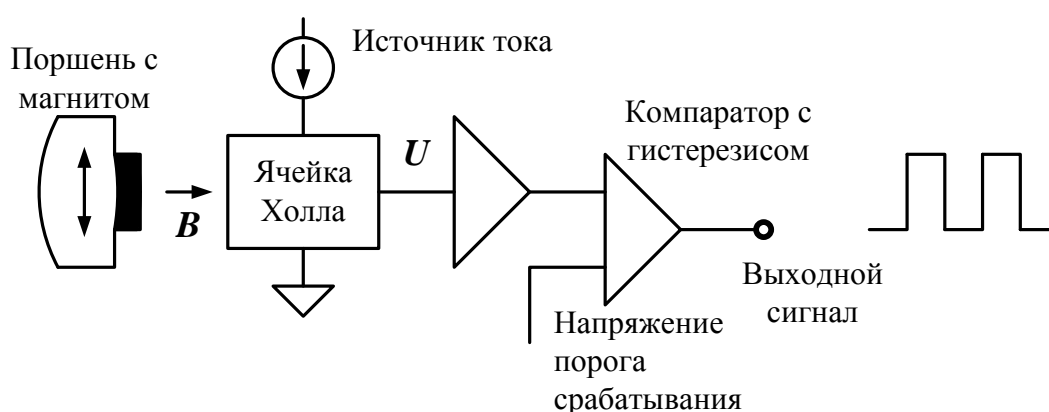 Источник тока
Поршень с
магнитом
Компаратор с
гистерезисом
U
Ячейка
Холла
B
Выходной
сигнал
Напряжение
порога
срабатывания